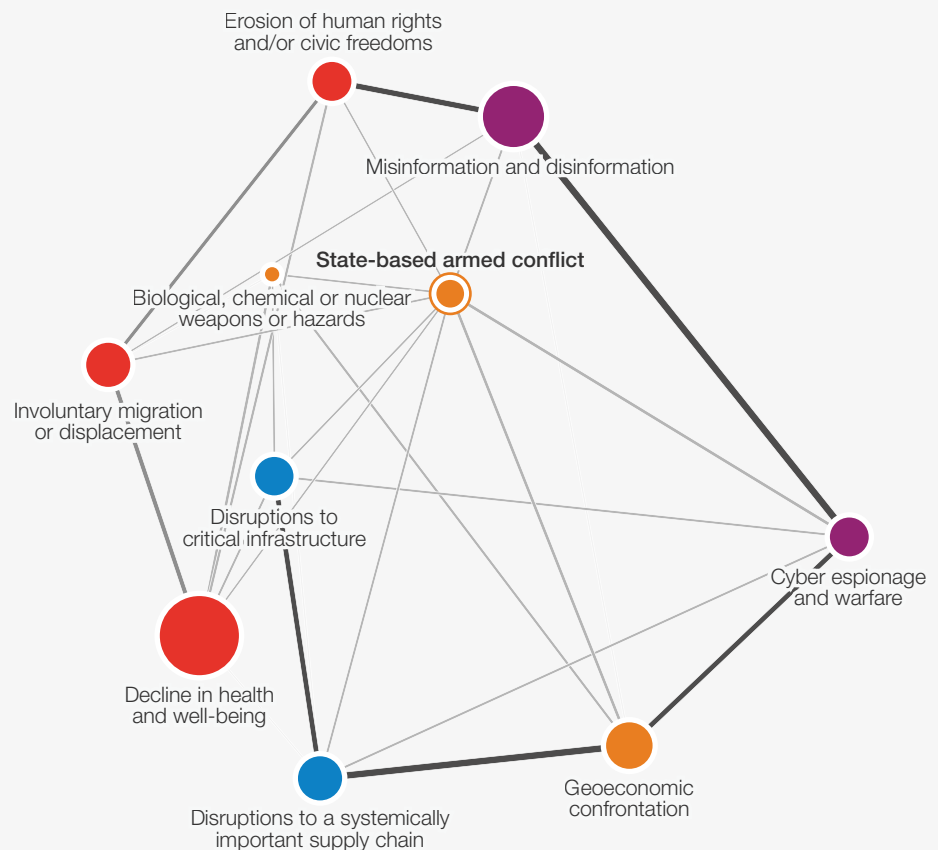 Erosion of human rights
and/or civic freedoms
Misinformation and disinformation
State-based armed conflict
Biological, chemical or nuclear
weapons or hazards
Involuntary migration
or displacement
Disruptions to
critical infrastructure
Cyber espionage
and warfare
Decline in health
and well-being
Geoeconomic
confrontation
Disruptions to a systemically
important supply chain